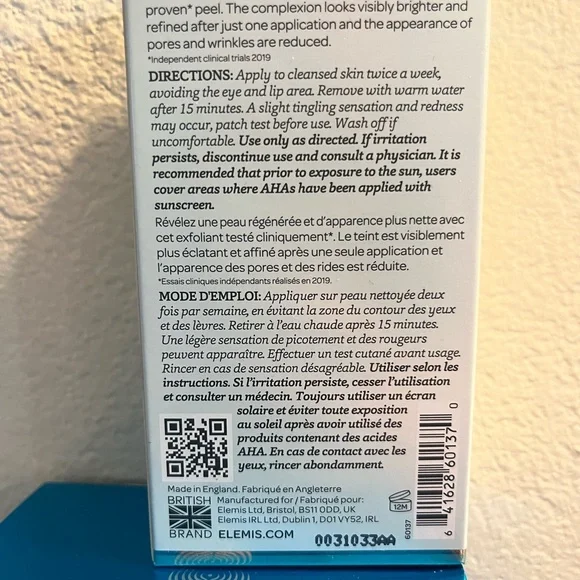 proven* peel. The complexion looks visibly brighter and
refined after just one application and the appearance of
pores and wrinkles are reduced.
*Independent clinical trials 2019
DIRECTIONS: Apply to cleansed skin twice a week,
avoiding the eye and lip area. Remove with warm water
after 15 minutes. A slight tingling sensation and redness
may occur, patch test before use. Wash off if
uncomfortable. Use only as directed. If irritation
persists, discontinue use and consult a physician. It is
recommended that prior to exposure to the sun, users
cover areas where AHAs have been applied with
sunscreen.
Révélez une peau régénérée et d'apparence plus nette avec
cet exfoliant testé cliniquement*. Le teint est visiblement
plus éclatant et affiné après une seule application et
l'apparence des pores et des rides est réduite.
*Essais cliniques indépendants réalisés en 2019.
MODE D'EMPLOI: Appliquer sur peau nettoyée deux
fois par semaine, en évitant la zone du contour des yeux
et des lèvres. Retirer à l'eau chaude après 15 minutes.
Une légère sensation de picotement et des rougeurs
peuvent apparaître. Effectuer un test cutané avant usage.
Rincer en cas de sensation désagréable. Utiliser selon les
instructions. Si l'irritation persiste, cesser l'utilisation
et consulter un médecin. Toujours utiliser un écran
solaire et éviter toute exposition
au soleil après avoir utilisé des
produits contenant des acides
AHA. En cas de contact avec les
yeux, rincer abondamment.
Made in England. Fabriqué en Angleterre
BRITISH
BRAND
Manufactured for / Fabriqué pour:
Elemis Ltd, Bristol, BS11 0DD, UK
Elemis IRL Ltd, Dublin 1, D01 VY52, IRL
ELEMIS.COM
0031033AA
12M
60137
6 41628 60137 0